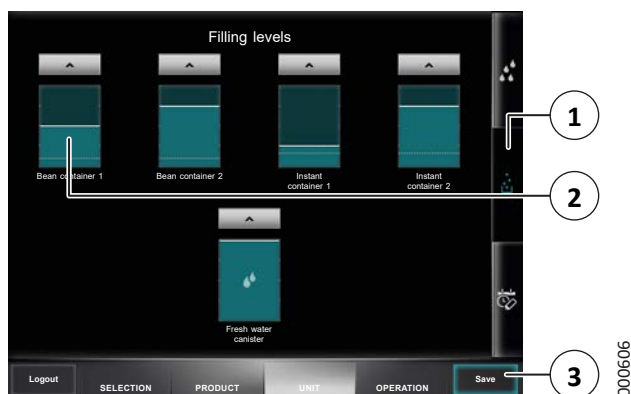 Filling levels
Bean container 1
Bean container 2
Instant
container 1
Instant
container 2
Fresh water
canister
1
2
3
Logout
SELECTION
PRODUCT
UNIT
OPERATION
Save
000606